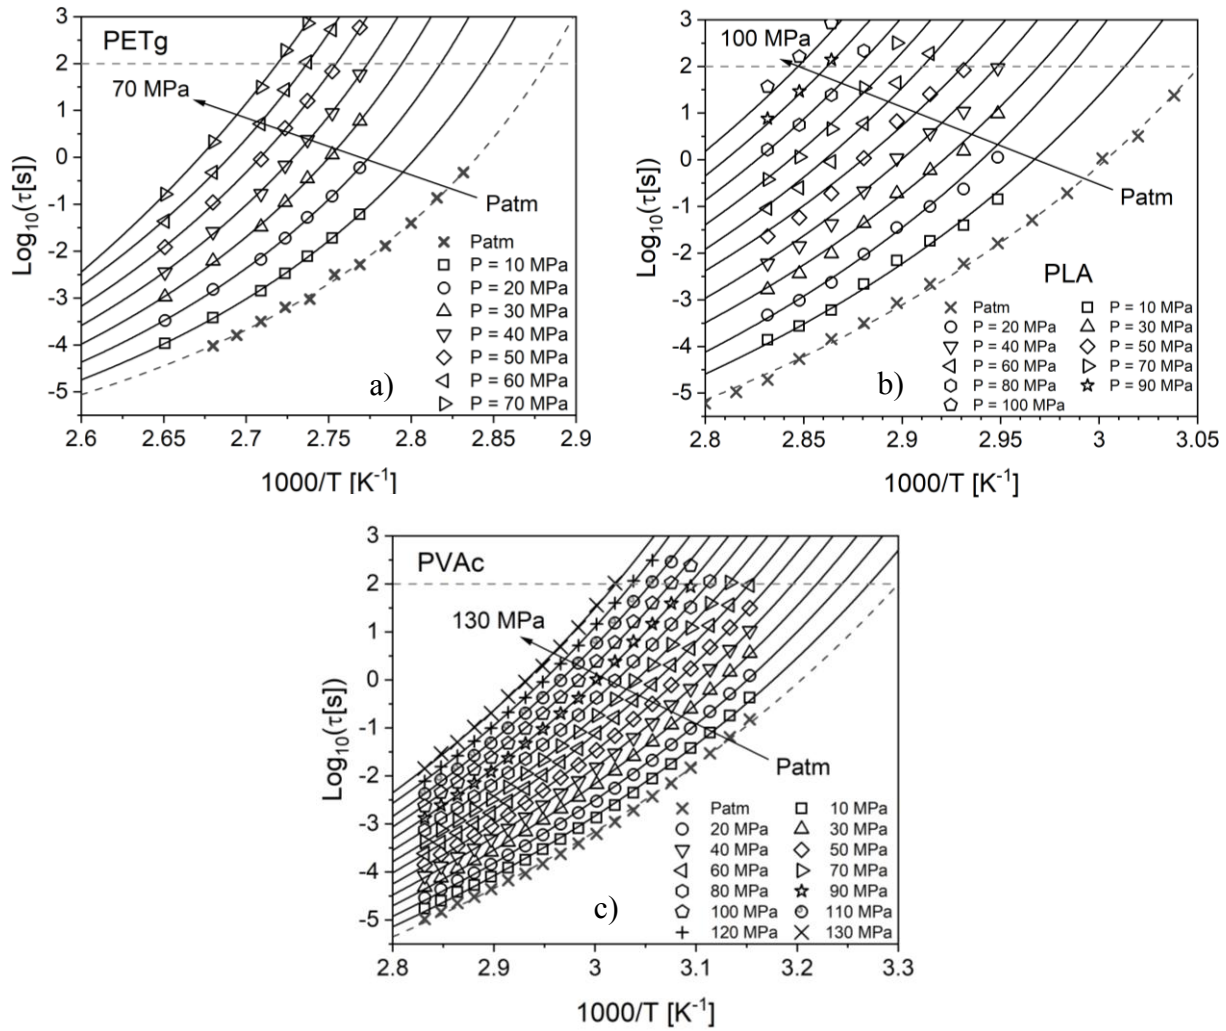 PETg
70 MPa
Patm
Patm
P = 10 MPa
P = 20 MPa
P = 30 MPa
P = 40 MPa
P = 50 MPa
P = 60 MPa
P = 70 MPa
a)
3
2
1
0
-1
-2
-3
-4
-5
Log10(τ[s])
2.6 2.7 2.8 2.9
1000/T [K-1]
100 MPa
Patm
PLA
Patm P = 10 MPa
P = 20 MPa P = 30 MPa
P = 40 MPa P = 50 MPa
P = 60 MPa P = 70 MPa
P = 80 MPa P = 90 MPa
P = 100 MPa
b)
3
2
1
0
-1
-2
-3
-4
-5
Log10(τ[s])
2.8 2.85 2.9 2.95 3 3.05
1000/T [K-1]
PVAc
130 MPa
Patm
Patm 10 MPa
20 MPa 30 MPa
40 MPa 50 MPa
60 MPa 70 MPa
80 MPa 90 MPa
100 MPa 110 MPa
120 MPa 130 MPa
c)
3
2
1
0
-1
-2
-3
-4
-5
Log10(τ[s])
2.8 2.9 3 3.1 3.2 3.3
1000/T [K-1]